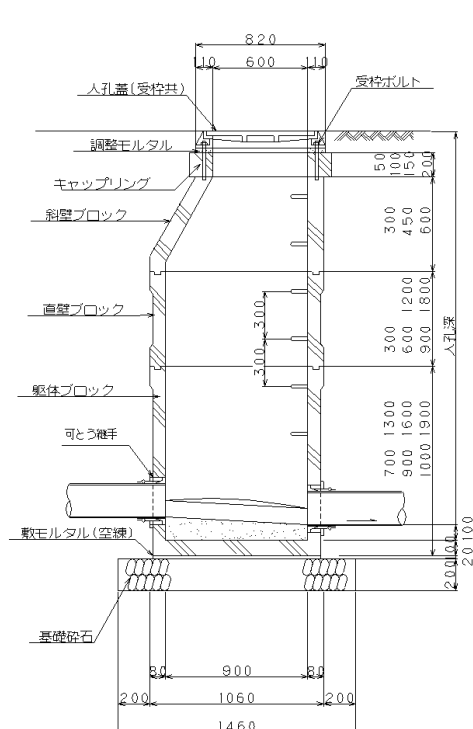 820
110 600 110
人孔蓋(受枠共)
受枠ボルト
調整モルタル
キャップリング
斜壁ブロック
直壁ブロック
躯体ブロック
可とう継手
敷モルタル(空練)
基礎砕石
50
100
150
200
300
450
600
300 1200
600
900 1800
700 1300
900 1600
1000 1900
人孔深
300
300
100
20
100
200
80 900 80
200 1060 200
1460